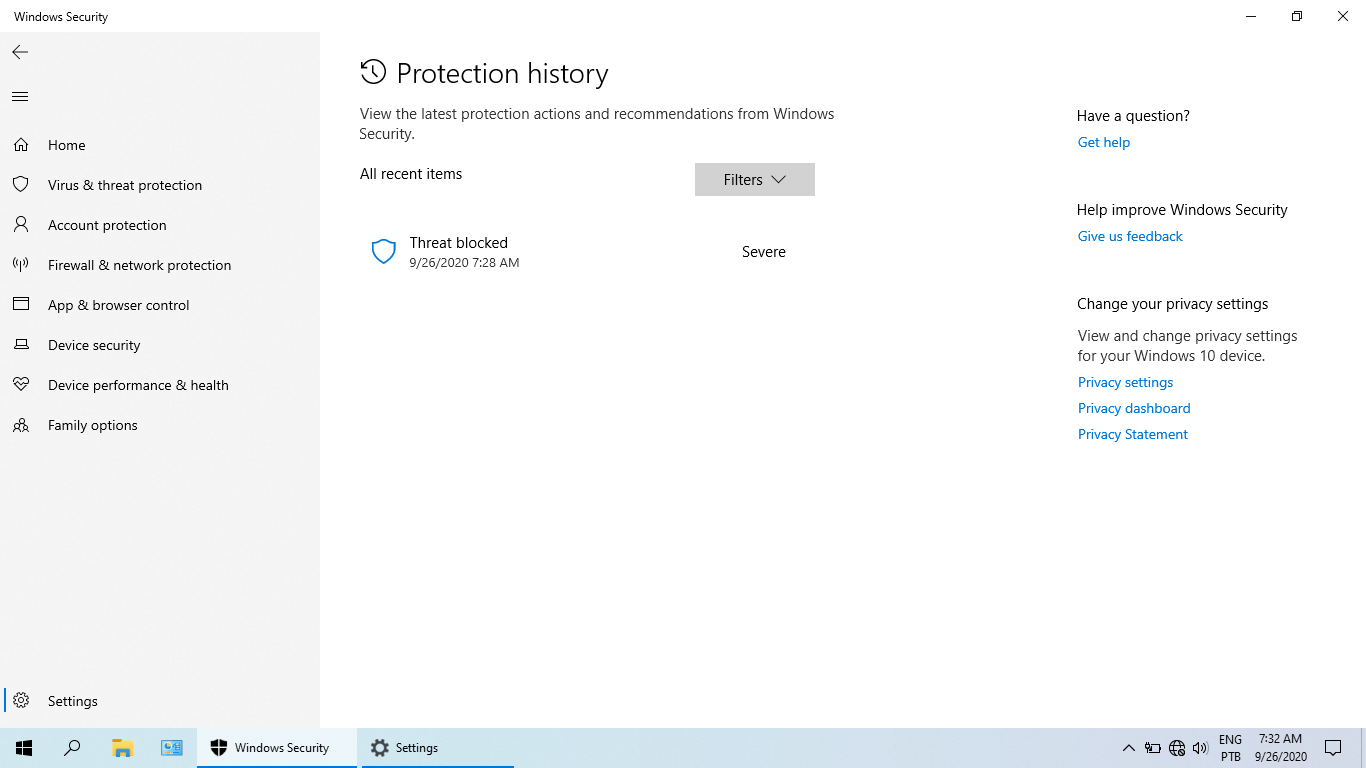 Windows Security
Home
Virus & threat protection
Account protection
Firewall & network protection
App & browser control
Device security
Device performance & health
Family options
Settings
Protection history
View the latest protection actions and recommendations from Windows
Security.
All recent items
Filters
Threat blocked
9/26/2020 7:28 AM
Severe
Have a question?
Get help
Help improve Windows Security
Give us feedback
Change your privacy settings
View and change privacy settings
for your Windows 10 device.
Privacy settings
Privacy dashboard
Privacy Statement
Windows Security
Settings
ENG
PTB
7:32 AM
9/26/2020